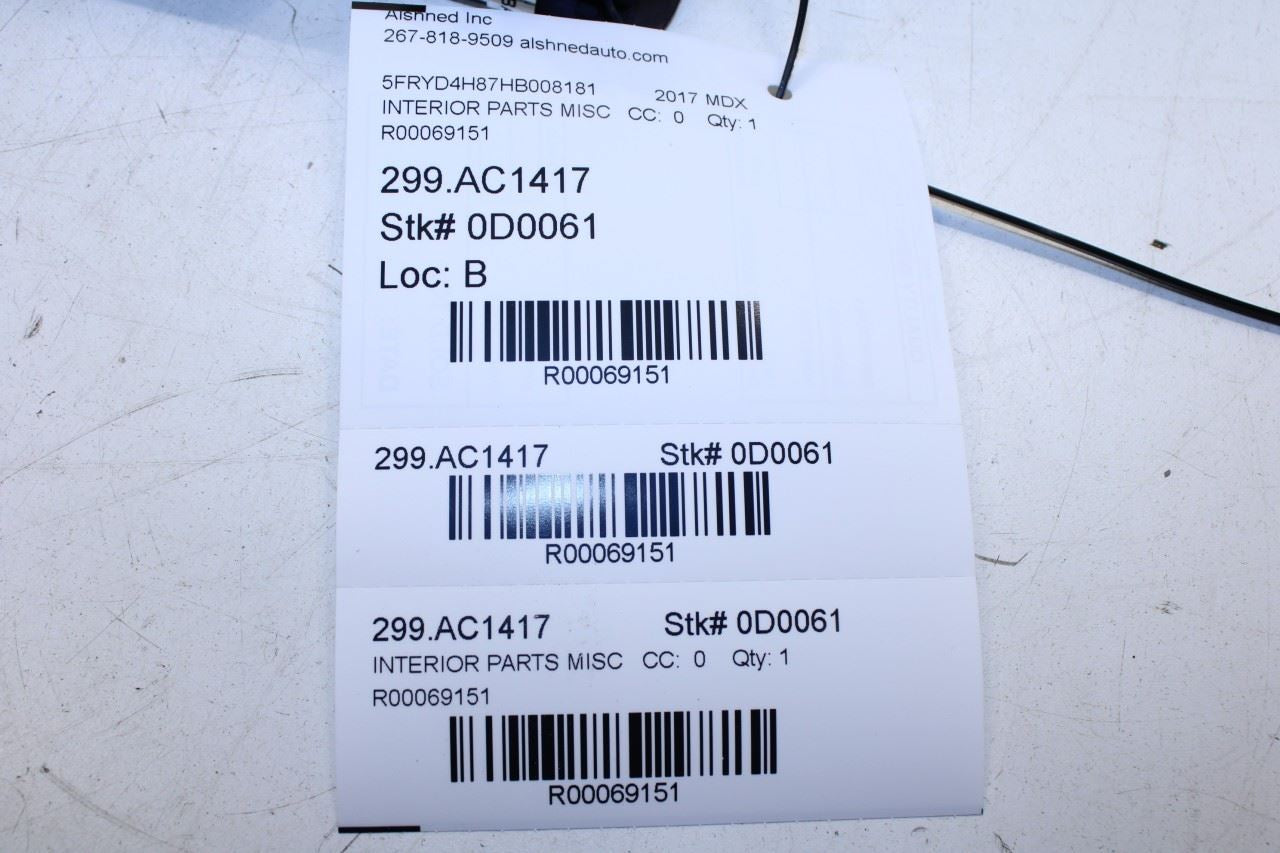 Alshned Inc
267-818-9509 alshnedauto.com
5FRYD4H87HB008181 2017 MDX
INTERIOR PARTS MISC CC: 0 Qty: 1
R00069151
299.AC1417
Stk# 0D0061
Loc: B
R00069151
299.AC1417 Stk# 0D0061
R00069151
299.AC1417 Stk# 0D0061
INTERIOR PARTS MISC CC: 0 Qty: 1
R00069151
R00069151